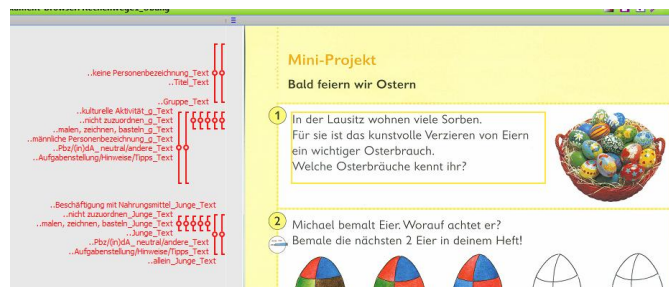 ..keine Personenbezeichnung_Text
..Titel_Text
..Gruppe_Text
..kulturelle Aktivität_g_Text
..nicht zuzuordnen_g_Text
..malen, zeichnen, basteln_g_Text
..männliche Personenbezeichnung_g_Text
..Pbz/(in)dA_ neutral/andere_Text
..Aufgabenstellung/Hinweise/Tipps_Text
..Beschäftigung mit Nahrungsmittel_Junge_Text
..nicht zuzuordnen_Junge_Text
..malen, zeichnen, basteln_Junge_Text
..Junge_Text
..Pbz/(in)dA_ neutral/andere_Text
..Aufgabenstellung/Hinweise/Tipps_Text
..allein_Junge_Text
Mini-Projekt
Bald feiern wir Ostern
1 In der Lausitz wohnen viele Sorben.
Für sie ist das kunstvolle Verzieren von Eiern
ein wichtiger Osterbrauch.
Welche Osterbräuche kennt ihr?
2 Michael bemalt Eier. Worauf achtet er?
Bemale die nächsten 2 Eier in deinem Heft!